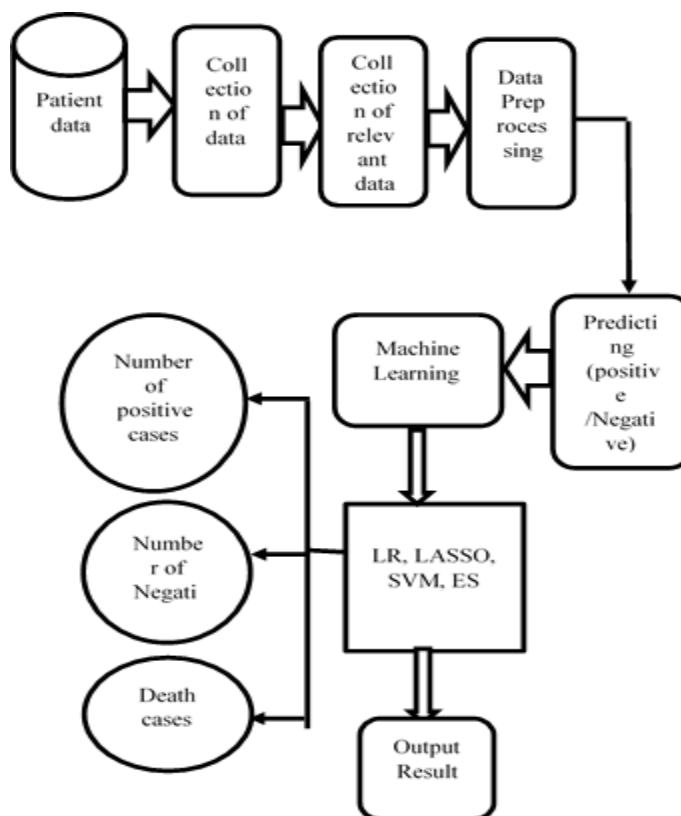 Patient
data
Coll
ectio
n of
data
Coll
ectio
n of
relev
ant
data
Data
Prep
roces
sing
Predicti
ng
(positiv
e
/Negati
ve)
Machine
Learning
LR, LASSO,
SVM, ES
Number
of
positive
cases
Numbe
r of
Negati
Death
cases
Output
Result